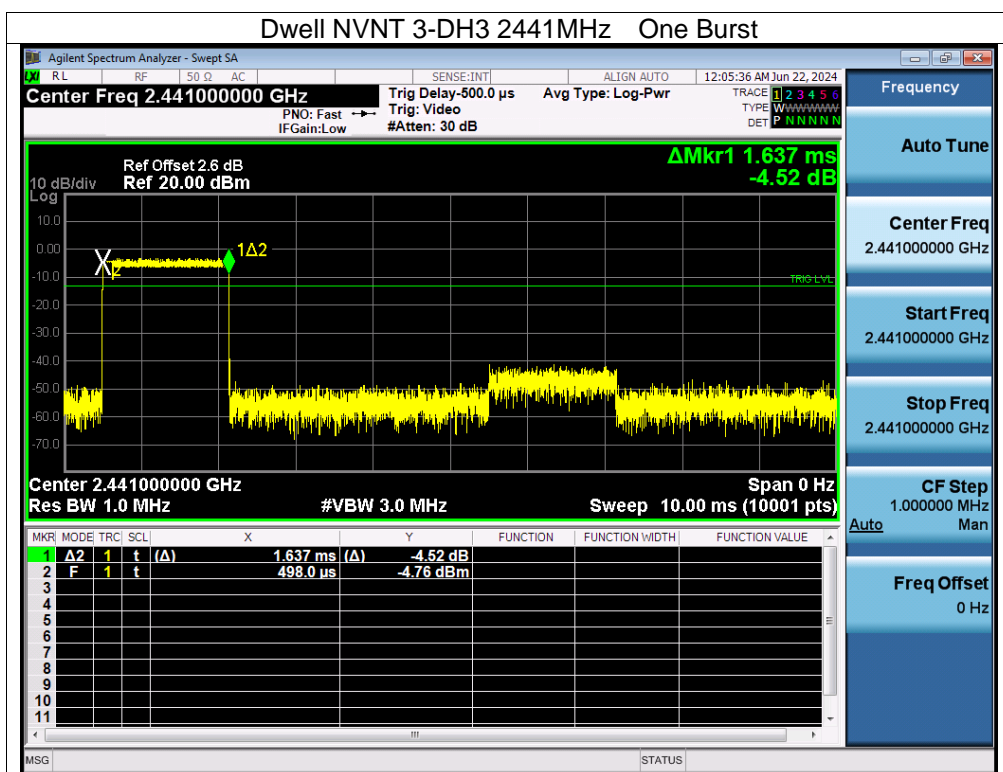 Dwell NVNT 3-DH3 2441MHz One Burst
Agilent Spectrum Analyzer - Swept SA
LXI RL RF 50 Ω AC SENSE:INT ALIGN AUTO 12:05:36 AM Jun 22, 2024
Center Freq 2.441000000 GHz Trig Delay-500.0 µs Avg Type: Log-Pwr TRACE 1 2 3 4 5 6
PNO: Fast Trig: Video TYPE WWWWWW
IFGain:Low #Atten: 30 dB DET P NNNNN
Frequency
Auto Tune
ΔMkr1 1.637 ms
Ref Offset 2.6 dB
10 dB/div Ref 20.00 dBm -4.52 dB
Log
10.0
0.00
1Δ2
2
-10.0
TRIG LVL
-20.0
-30.0
-40.0
-50.0
-60.0
-70.0
Center 2.441000000 GHz Span 0 Hz
Res BW 1.0 MHz #VBW 3.0 MHz Sweep 10.00 ms (10001 pts)
Center Freq
2.441000000 GHz
Start Freq
2.441000000 GHz
Stop Freq
2.441000000 GHz
CF Step
1.000000 MHz
Auto Man
Freq Offset
0 Hz
MKR MODE TRC SCL X Y FUNCTION FUNCTION WIDTH FUNCTION VALUE
1 Δ2 1 t (Δ) 1.637 ms (Δ) -4.52 dB
2 F 1 t 498.0 µs -4.76 dBm
3
4
5
6
7
8
9
10
11
MSG STATUS